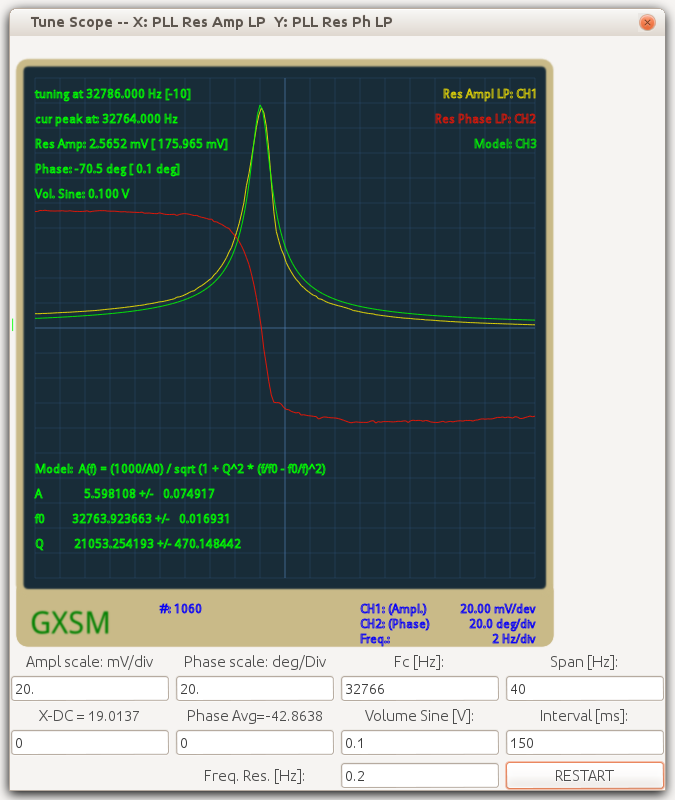 Tune Scope -- X: PLL Res Amp LP  Y: PLL Res Ph LP
tuning at 32786.000 Hz [-10]
Res Ampl LP: CH1
cur peak at: 32764.000 Hz
Res Phase LP: CH2
Res Amp: 2.5652 mV [ 175.965 mV]
Model: CH3
Phase: -70.5 deg [ 0.1 deg]
Vol. Sine: 0.100 V
Model:  A(f) = (1000/A0) / sqrt (1 + Q^2 * (f/f0 - f0/f)^2)
A 5.598108 +/- 0.074917
f0 32763.923663 +/- 0.016931
Q 21053.254193 +/- 470.148442
GXSM
#: 1060
CH1: (Ampl.) 20.00 mV/dev
CH2: (Phase) 20.0 deg/div
Freq.: 2 Hz/div
Ampl scale: mV/div Phase scale: deg/Div Fc [Hz]: Span [Hz]:
20. 20. 32766 40
X-DC = 19.0137 Phase Avg=-42.8638 Volume Sine [V]: Interval [ms]:
0 0 0.1 150
Freq. Res. [Hz]: 0.2 RESTART